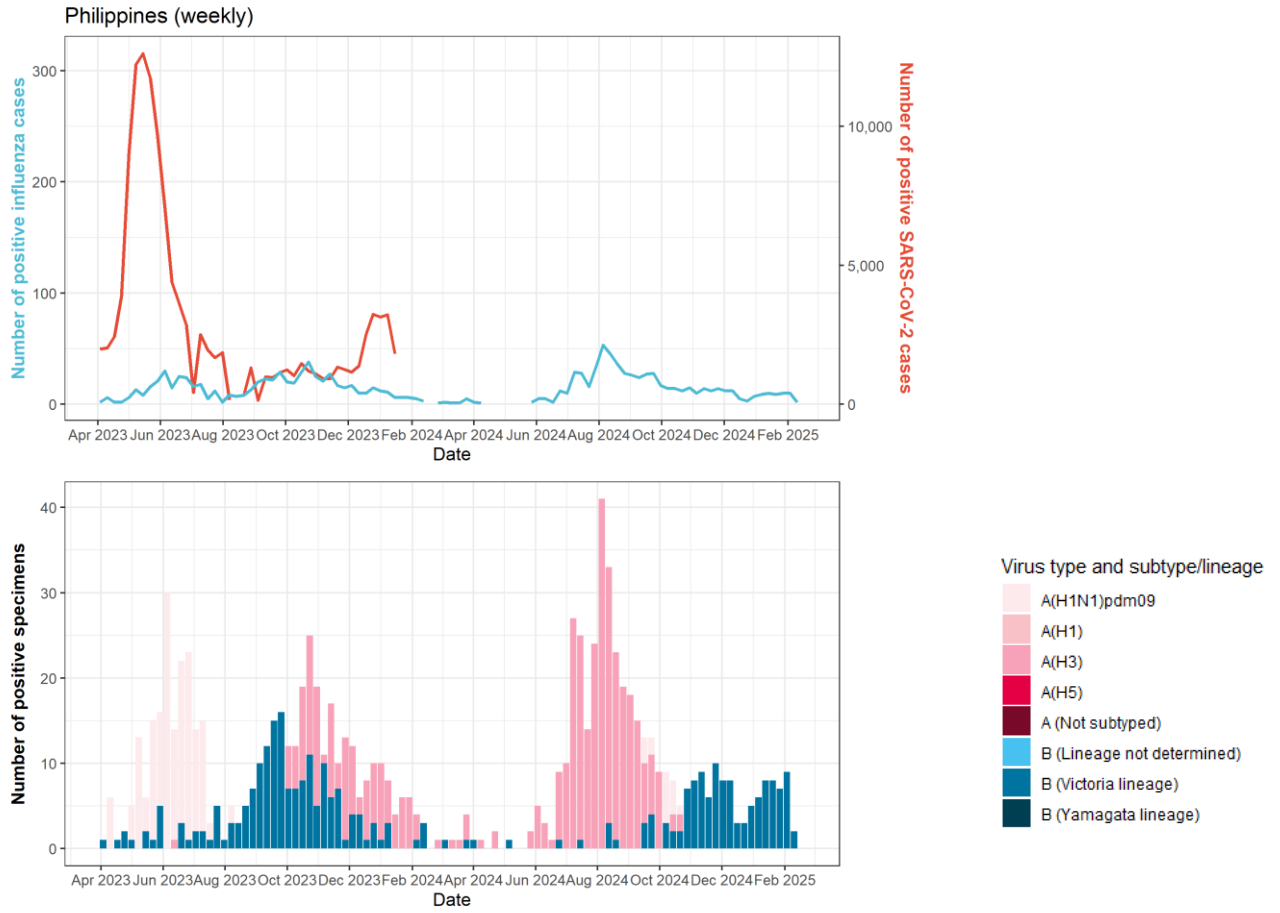 Philippines (weekly)
Number of positive influenza cases
300
200
100
0
10,000
5,000
0
Number of positive SARS-CoV-2 cases
Apr 2023 Jun 2023 Aug 2023 Oct 2023 Dec 2023 Feb 2024 Apr 2024 Jun 2024 Aug 2024 Oct 2024 Dec 2024 Feb 2025
Date
Number of positive specimens
40
30
20
10
0
Apr 2023 Jun 2023 Aug 2023 Oct 2023 Dec 2023 Feb 2024 Apr 2024 Jun 2024 Aug 2024 Oct 2024 Dec 2024 Feb 2025
Date
Virus type and subtype/lineage
A(H1N1)pdm09
A(H1)
A(H3)
A(H5)
A (Not subtyped)
B (Lineage not determined)
B (Victoria lineage)
B (Yamagata lineage)